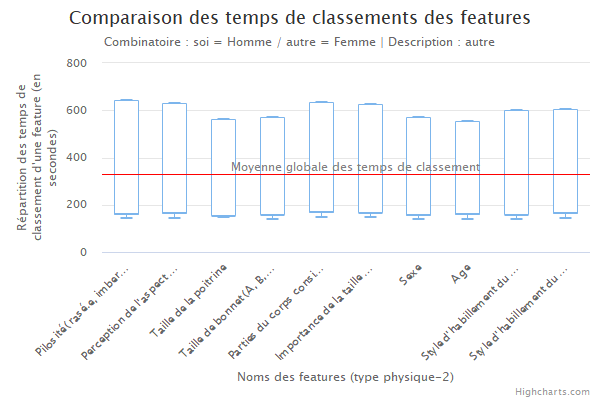 Comparaison des temps de classements des features
Combinatoire : soi = Homme / autre = Femme | Description : autre
Répartition des temps de
classement d'une feature (en
secondes)
800
600
400
200
0
Moyenne globale des temps de classement
Pilosité(rasé.e, imber…
Perception de l'aspect …
Taille de la poitrine
Taille de bonnet(A, B,…
Parties du corps consi…
Importance de la taille …
Sexe
Age
Style d'habillement du …
Style d'habillement du …
Noms des features (type physique-2)
Highcharts.com